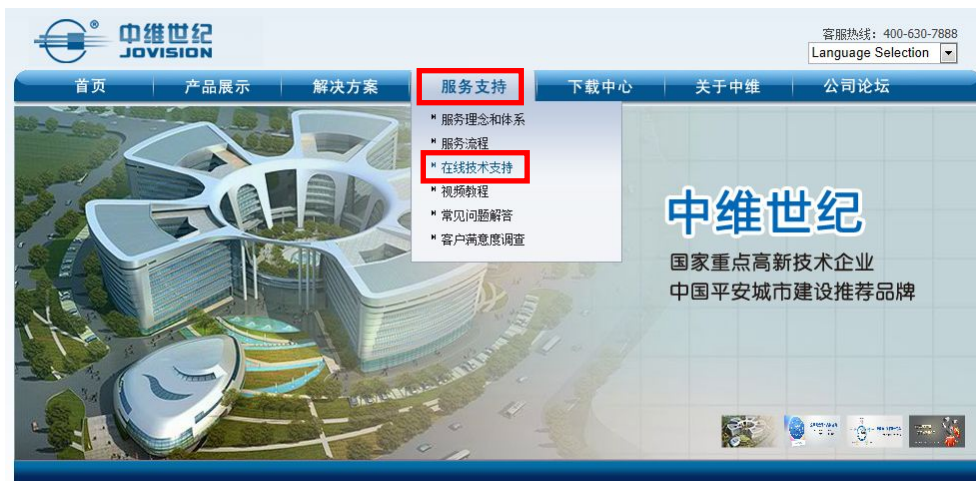 ®
中维世纪
JOVISION
客服热线：400-630-7888
Language Selection
首页 产品展示 解决方案 服务支持 下载中心 关于中维 公司论坛
服务理念和体系
服务流程
在线技术支持
视频教程
常见问题解答
客户满意度调查
中维世纪
国家重点高新技术企业
中国平安城市建设推荐品牌